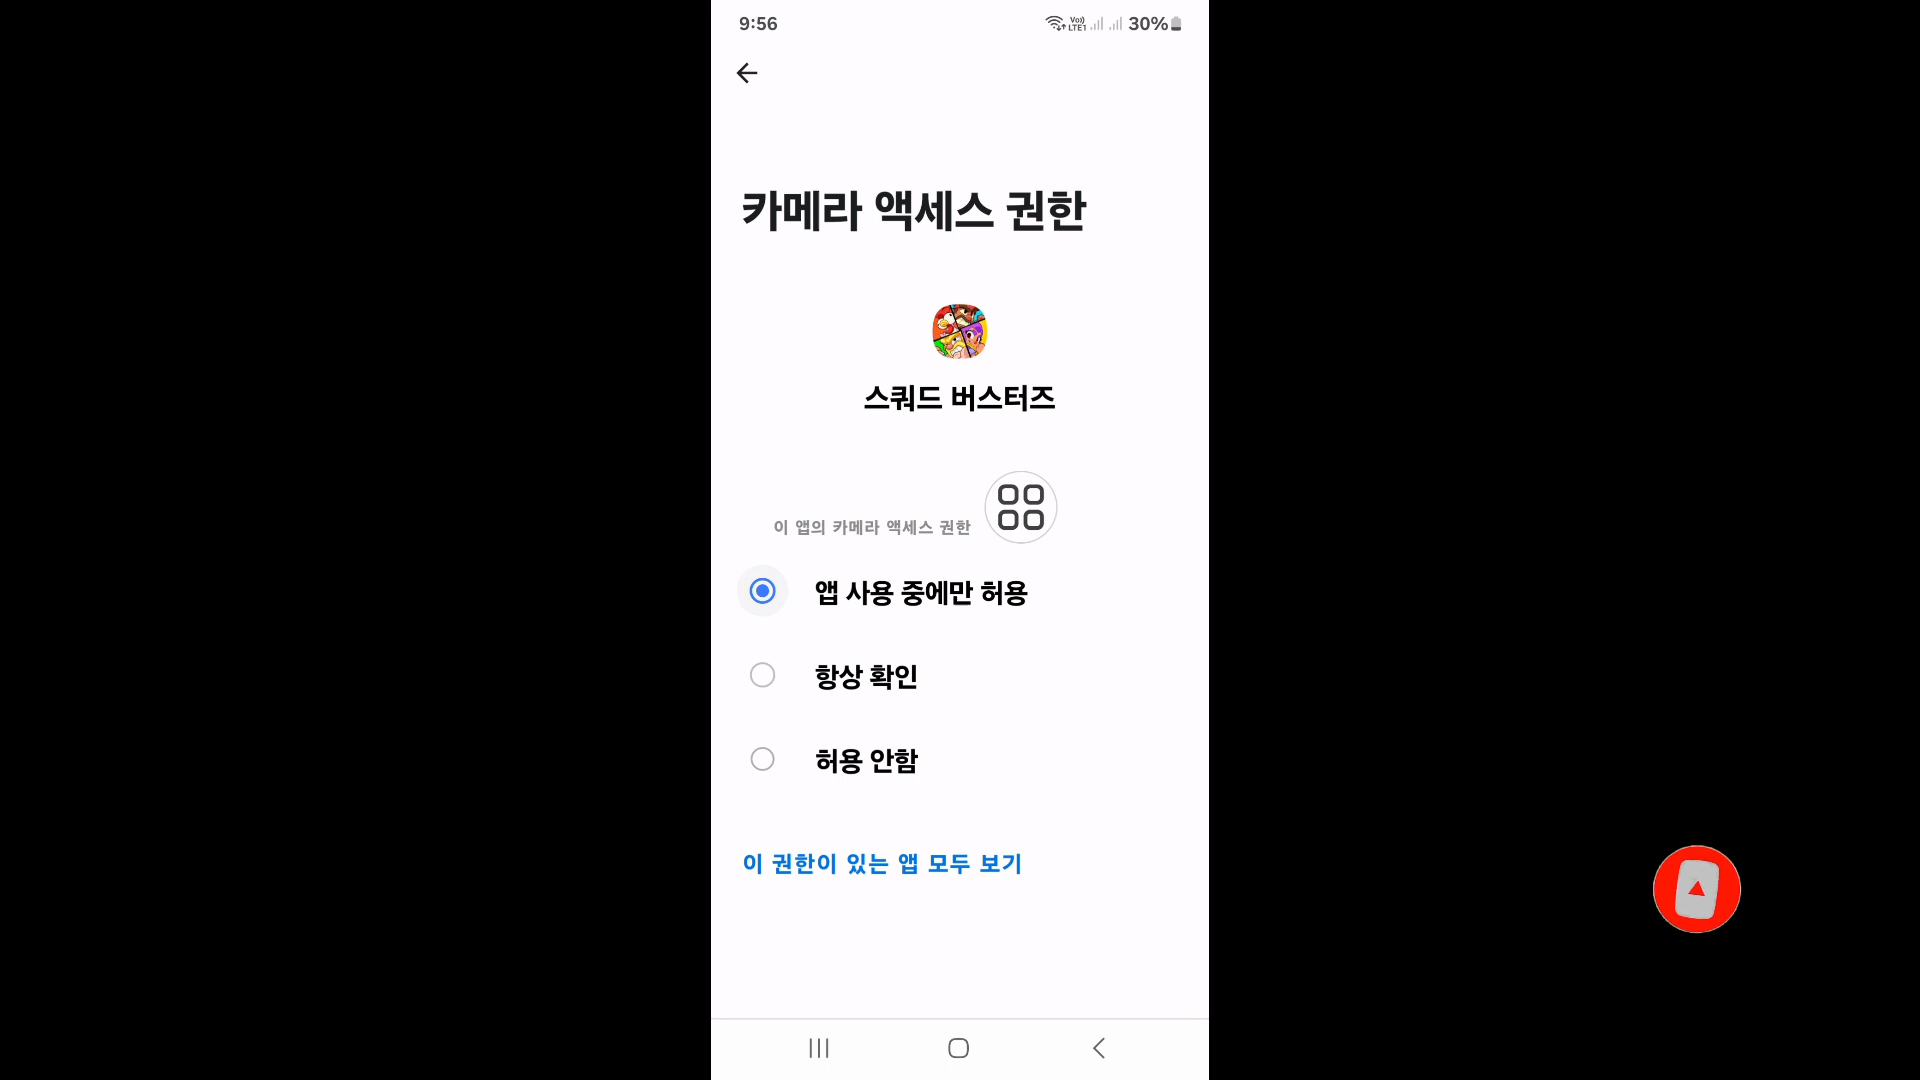 9:56
Vo))
LTE1
30%
카메라 액세스 권한
스쿼드 버스터즈
이 앱의 카메라 액세스 권한
앱 사용 중에만 허용
항상 확인
허용 안함
이 권한이 있는 앱 모두 보기